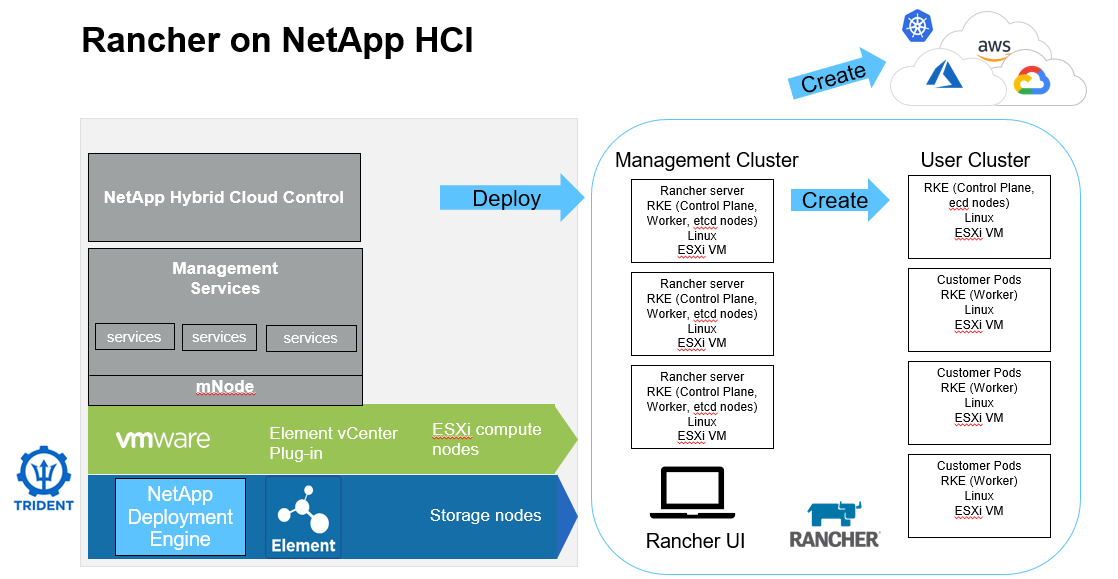 Rancher on NetApp HCI
aws
Create
NetApp Hybrid Cloud Control
Management
Services
services
services
services
mNode
vmware
Element vCenter
Plug-in
ESXi compute
nodes
TRIDENT
NetApp
Deployment
Engine
Element
Storage nodes
Deploy
Management Cluster
Rancher server
RKE (Control Plane,
Worker, etcd nodes)
Linux
ESXi VM
Rancher server
RKE (Control Plane,
Worker, etcd nodes)
Linux
ESXi VM
Rancher server
RKE (Control Plane,
Worker, etcd nodes)
Linux
ESXi VM
Rancher UI
RANCHER
Create
User Cluster
RKE (Control Plane,
ecd nodes)
Linux
ESXi VM
Customer Pods
RKE (Worker)
Linux
ESXi VM
Customer Pods
RKE (Worker)
Linux
ESXi VM
Customer Pods
RKE (Worker)
Linux
ESXi VM